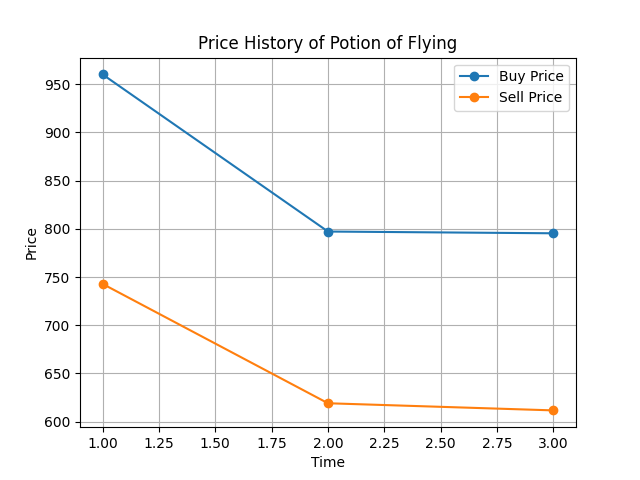 Price History of Potion of Flying
Buy Price
Sell Price
950
900
850
800
750
700
650
600
Price
1.00 1.25 1.50 1.75 2.00 2.25 2.50 2.75 3.00
Time